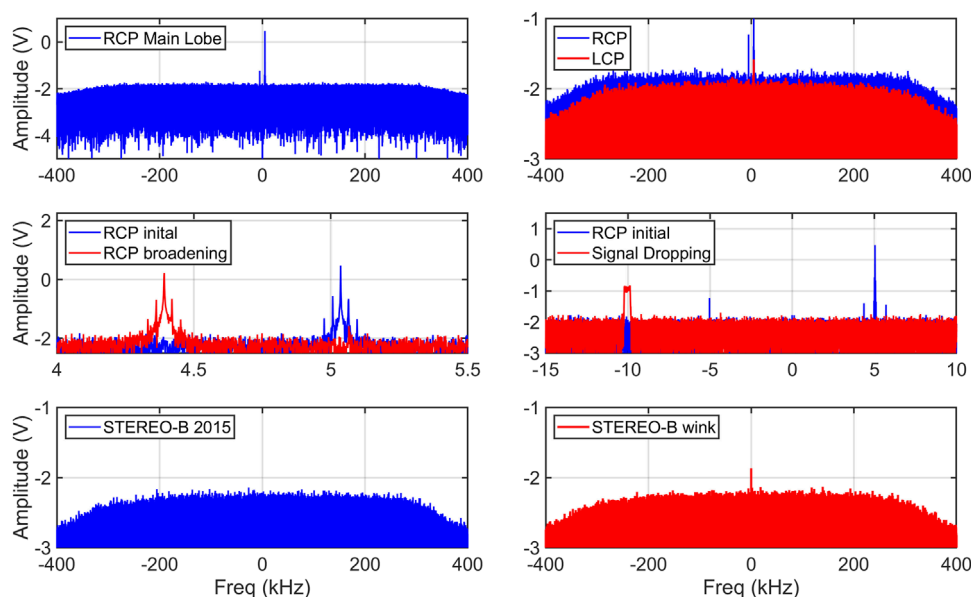 RCP Main Lobe
Amplitude (V)
0
-2
-4
-400 -200 0 200 400
RCP
LCP
-1
-2
-3
-400 -200 0 200 400
RCP inital
RCP broadening
Amplitude (V)
2
0
-2
4 4.5 5 5.5
RCP initial
Signal Dropping
1
0
-1
-2
-3
-15 -10 -5 0 5 10
STEREO-B 2015
Amplitude (V)
-1
-2
-3
-400 -200 0 200 400
Freq (kHz)
STEREO-B wink
-1
-2
-3
-400 -200 0 200 400
Freq (kHz)